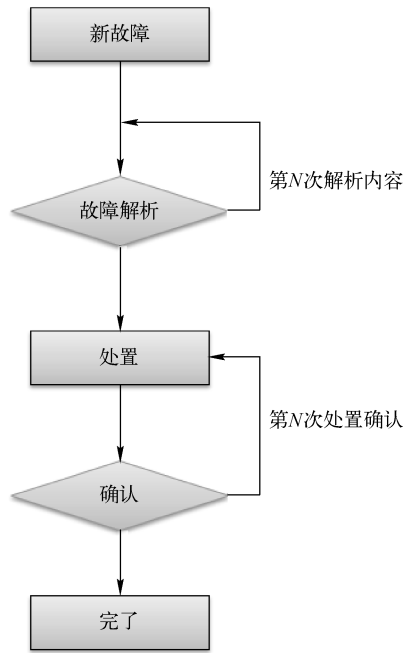 新故障
第N次解析内容
故障解析
处置
第N次处置确认
确认
完了